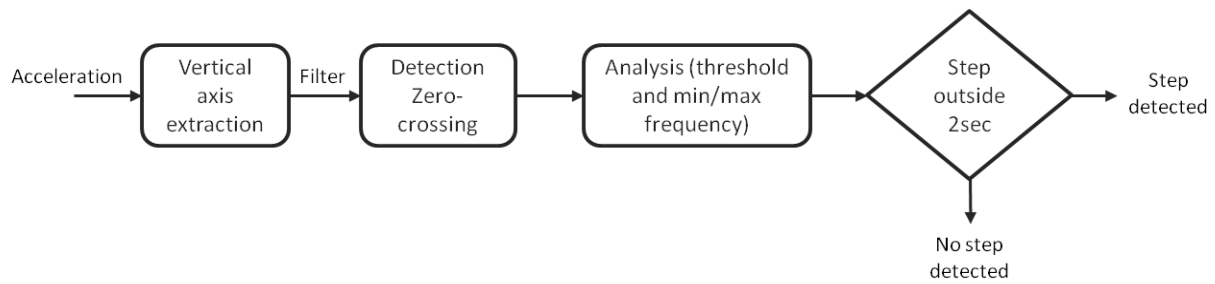 Acceleration
Vertical
axis
extraction
Filter
Detection
Zero-
crossing
Analysis (threshold
and min/max
frequency)
Step
outside
2sec
Step
detected
No step
detected